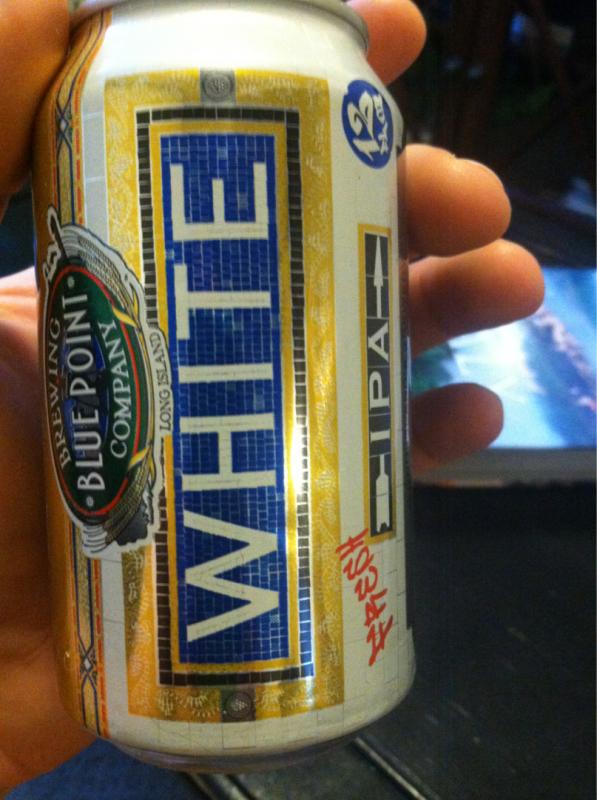 BREWING
BLUE POINT
COMPANY
LONG ISLAND
WHITE
IPA
FRESH
12